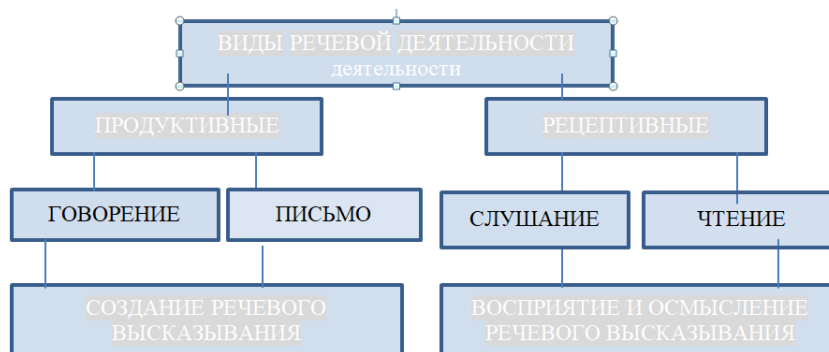 ВИДЫ РЕЧЕВОЙ ДЕЯТЕЛЬНОСТИ
деятельности
ПРОДУКТИВНЫЕ
РЕЦЕПТИВНЫЕ
ГОВОРЕНИЕ
ПИСЬМО
СЛУШАНИЕ
ЧТЕНИЕ
СОЗДАНИЕ РЕЧЕВОГО
ВЫСКАЗЫВАНИЯ
ВОСПРИЯТИЕ И ОСМЫСЛЕНИЕ
РЕЧЕВОГО ВЫСКАЗЫВАНИЯ